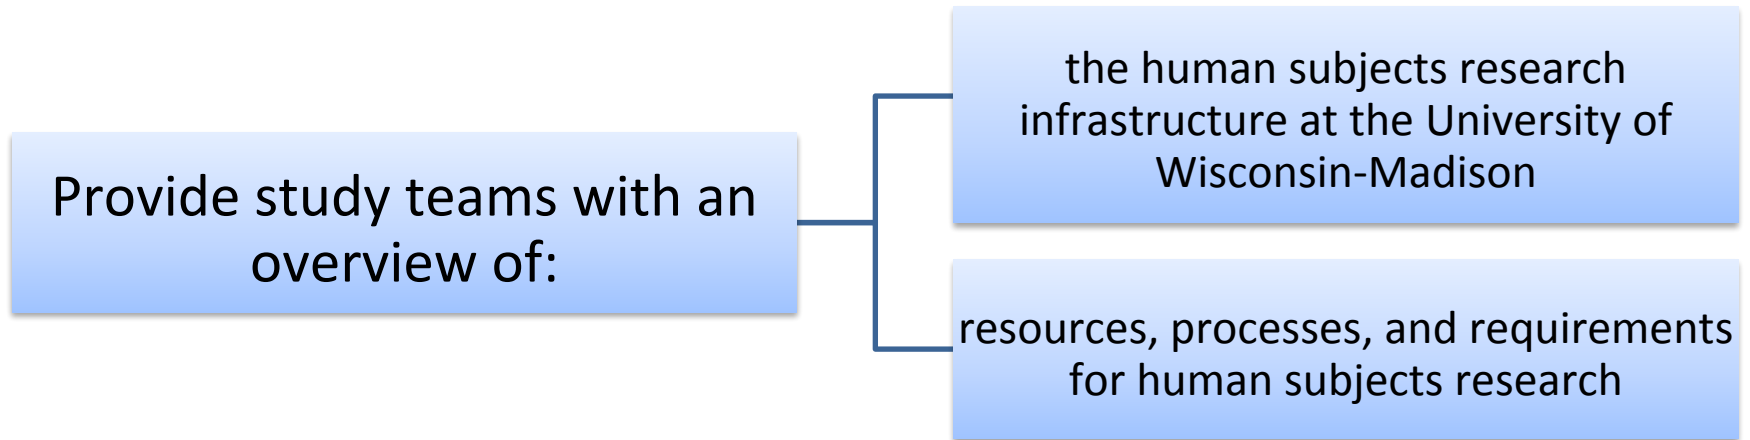 Provide study teams with an
overview of:
the human subjects research
infrastructure at the University of
Wisconsin-Madison
resources, processes, and requirements
for human subjects research